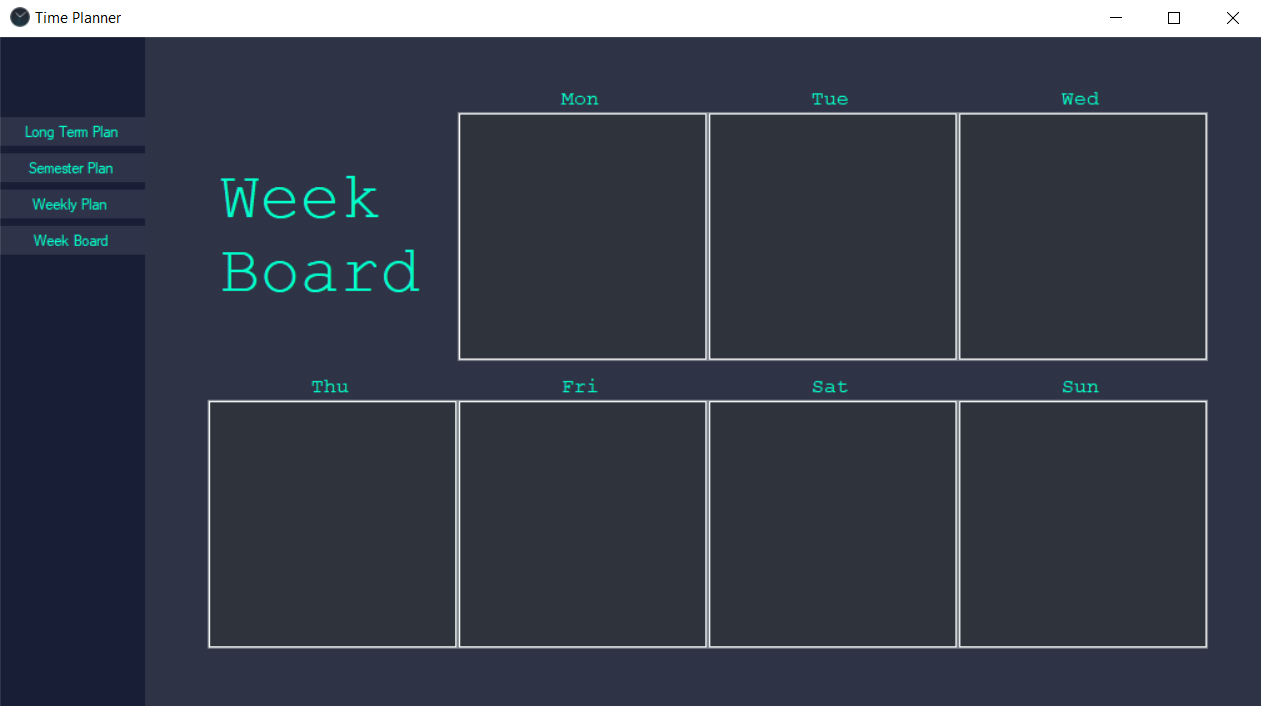 Time Planner
Long Term Plan
Semester Plan
Weekly Plan
Week Board
Week
Board
Mon Tue Wed
Thu Fri Sat Sun